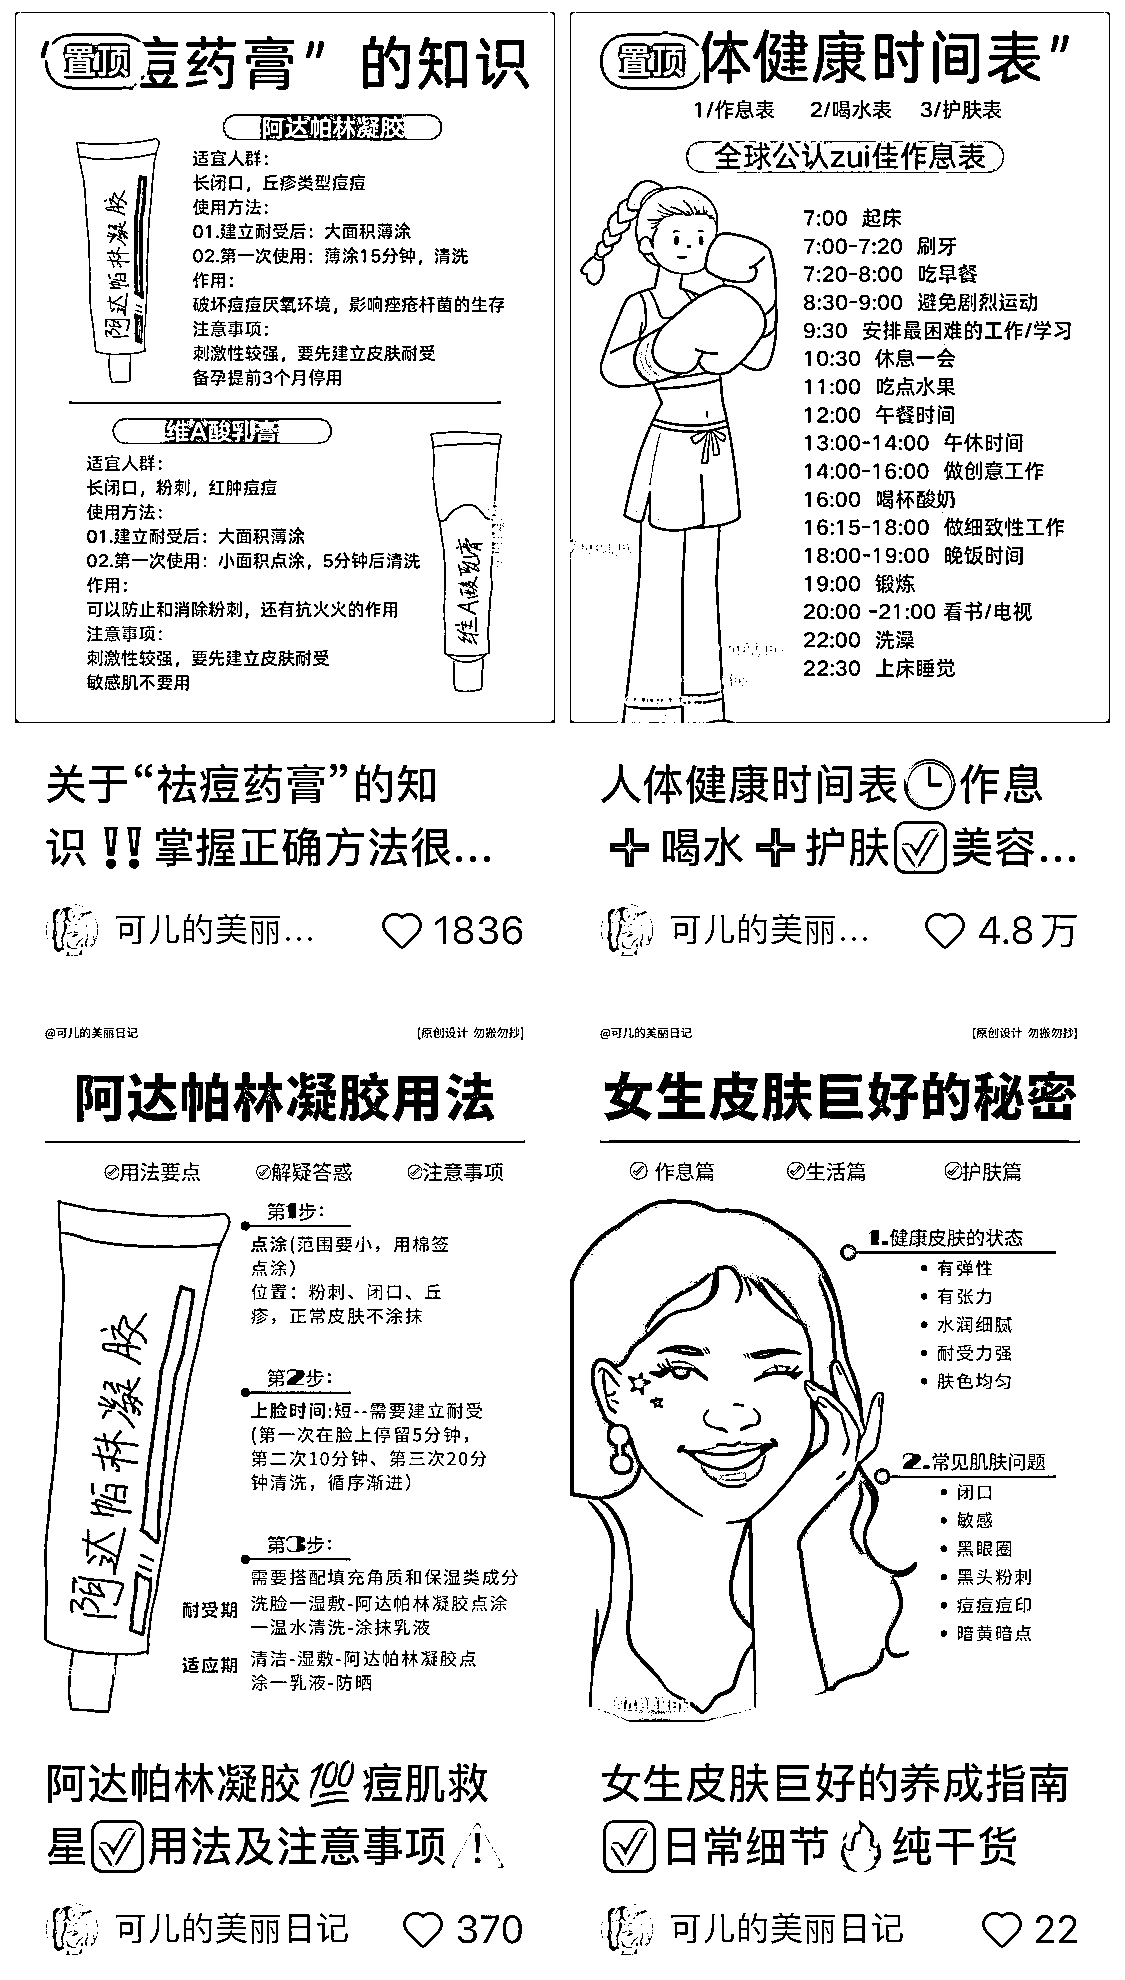 置顶
痘药膏” 的知识
阿达帕林凝胶
适宜人群:
长闭口, 丘疹类型痘痘
使用方法:
01.建立耐受后: 大面积薄涂
02.第一次使用: 薄涂15分钟, 清洗
作用:
破坏痘痘厌氧环境, 影响痤疮杆菌的生存
注意事项:
刺激性较强, 要先建立皮肤耐受
备孕提前3个月停用
阿达帕林凝胶
维A酸乳膏
适宜人群:
长闭口, 粉刺, 红肿痘痘
使用方法:
01.建立耐受后: 大面积薄涂
02.第一次使用: 小面积点涂, 5分钟后清洗
作用:
可以防止和消除粉刺, 还有抗火火的作用
注意事项:
刺激性较强, 要先建立皮肤耐受
敏感肌不要用
维A酸乳膏
关于“祛痘药膏”的知
识‼️掌握正确方法很...
可儿的美丽... 1836
置顶
体健康时间表”
1/作息表 2/喝水表 3/护肤表
全球公认zui佳作息表
7:00 起床
7:00-7:20 刷牙
7:20-8:00 吃早餐
8:30-9:00 避免剧烈运动
9:30 安排最困难的工作/学习
10:30 休息一会
11:00 吃点水果
12:00 午餐时间
13:00-14:00 午休时间
14:00-16:00 做创意工作
16:00 喝杯酸奶
16:15-18:00 做细致性工作
18:00-19:00 晚饭时间
19:00 锻炼
20:00 -21:00 看书/电视
22:00 洗澡
22:30 上床睡觉
人体健康时间表🕒作息
➕喝水➕护肤✅美容...
可儿的美丽... 4.8万
@可儿的美丽日记 [原创设计 勿搬勿抄]
阿达帕林凝胶用法
用法要点 解疑答惑 注意事项
第1步:
点涂(范围要小, 用棉签
点涂)
位置: 粉刺、闭口、丘
疹, 正常皮肤不涂抹
第2步:
上脸时间:短--需要建立耐受
(第一次在脸上停留5分钟,
第二次10分钟、第三次20分
钟清洗, 循序渐进)
第3步:
需要搭配填充角质和保湿类成分
耐受期 洗脸一湿敷-阿达帕林凝胶点涂
一温水清洗-涂抹乳液
适应期 清洁-湿敷-阿达帕林凝胶点
涂一乳液-防晒
阿达帕林凝胶
阿达帕林凝胶💯痘肌救
星✅用法及注意事项⚠️
可儿的美丽日记 370
@可儿的美丽日记 [原创设计 勿搬勿抄]
女生皮肤巨好的秘密
作息篇 生活篇 护肤篇
1.健康皮肤的状态
• 有弹性
• 有张力
• 水润细腻
• 耐受力强
• 肤色均匀
2.常见肌肤问题
• 闭口
• 敏感
• 黑眼圈
• 黑头粉刺
• 痘痘痘印
• 暗黄暗点
女生皮肤巨好的养成指南
✅日常细节🔥纯干货
可儿的美丽日记 22